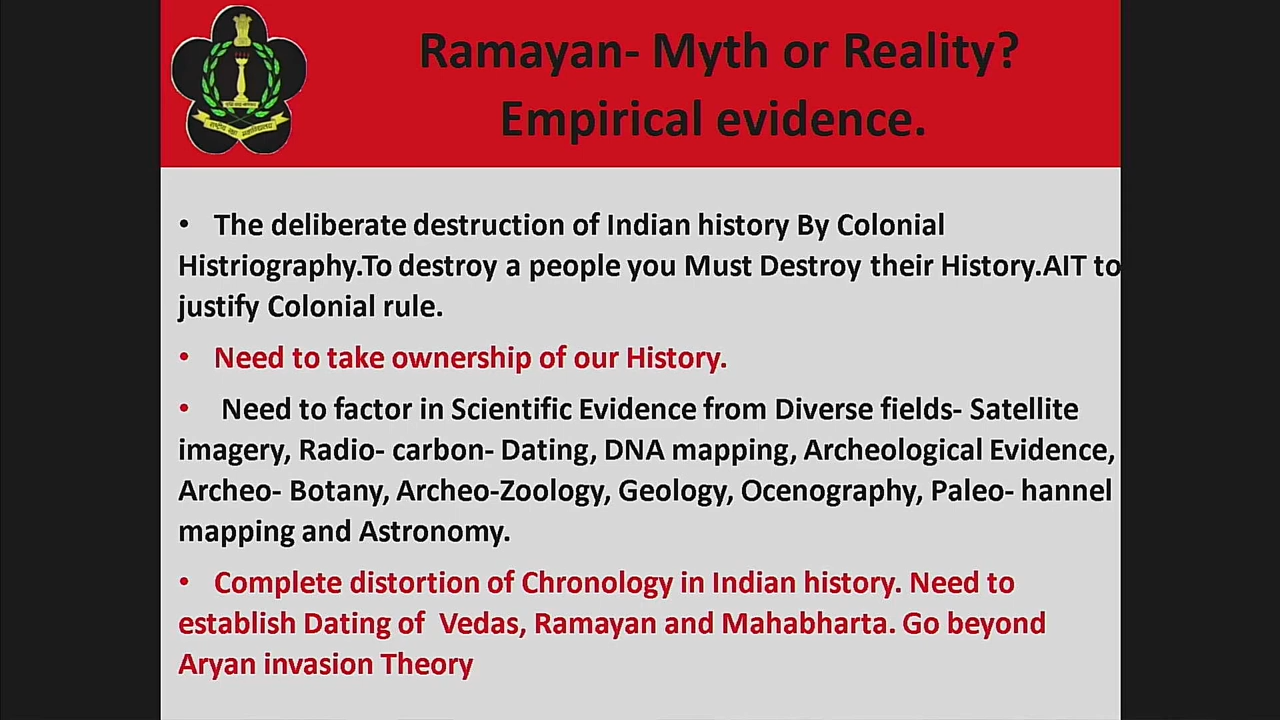 Ramayan- Myth or Reality?
Empirical evidence.
• The deliberate destruction of Indian history By Colonial
Histriography.To destroy a people you Must Destroy their History.AIT to
justify Colonial rule.
• Need to take ownership of our History.
• Need to factor in Scientific Evidence from Diverse fields- Satellite
imagery, Radio- carbon- Dating, DNA mapping, Archeological Evidence,
Archeo- Botany, Archeo-Zoology, Geology, Ocenography, Paleo- hannel
mapping and Astronomy.
• Complete distortion of Chronology in Indian history. Need to
establish Dating of Vedas, Ramayan and Mahabharta. Go beyond
Aryan invasion Theory